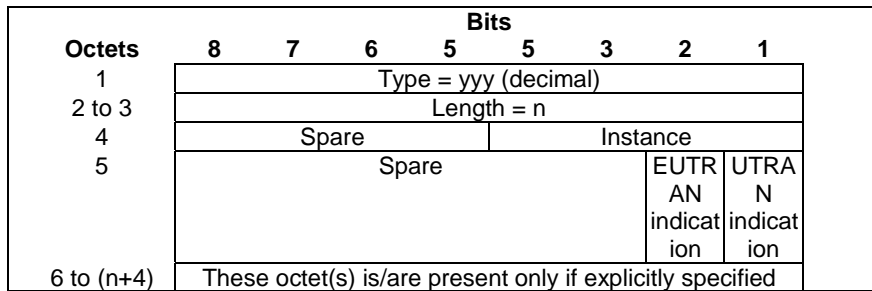 Bits
Octets 8 7 6 5 5 3 2 1
1 Type = yyy (decimal)
2 to 3 Length = n
4 Spare Instance
5 Spare EUTR UTRA
AN N
indicat indicat
ion ion
6 to (n+4) These octet(s) is/are present only if explicitly specified